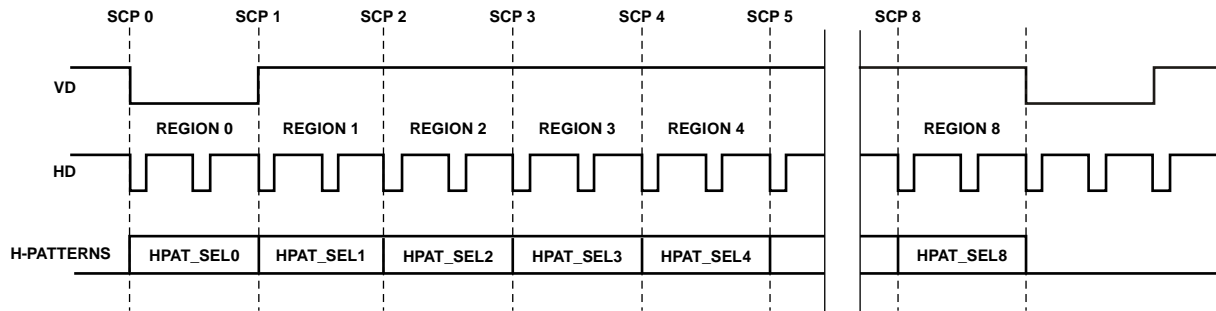 SCP 0 SCP 1 SCP 2 SCP 3 SCP 4 SCP 5 SCP 8
VD
REGION 0 REGION 1 REGION 2 REGION 3 REGION 4 REGION 8
HD
H-PATTERNS HPAT_SEL0 HPAT_SEL1 HPAT_SEL2 HPAT_SEL3 HPAT_SEL4 HPAT_SEL8